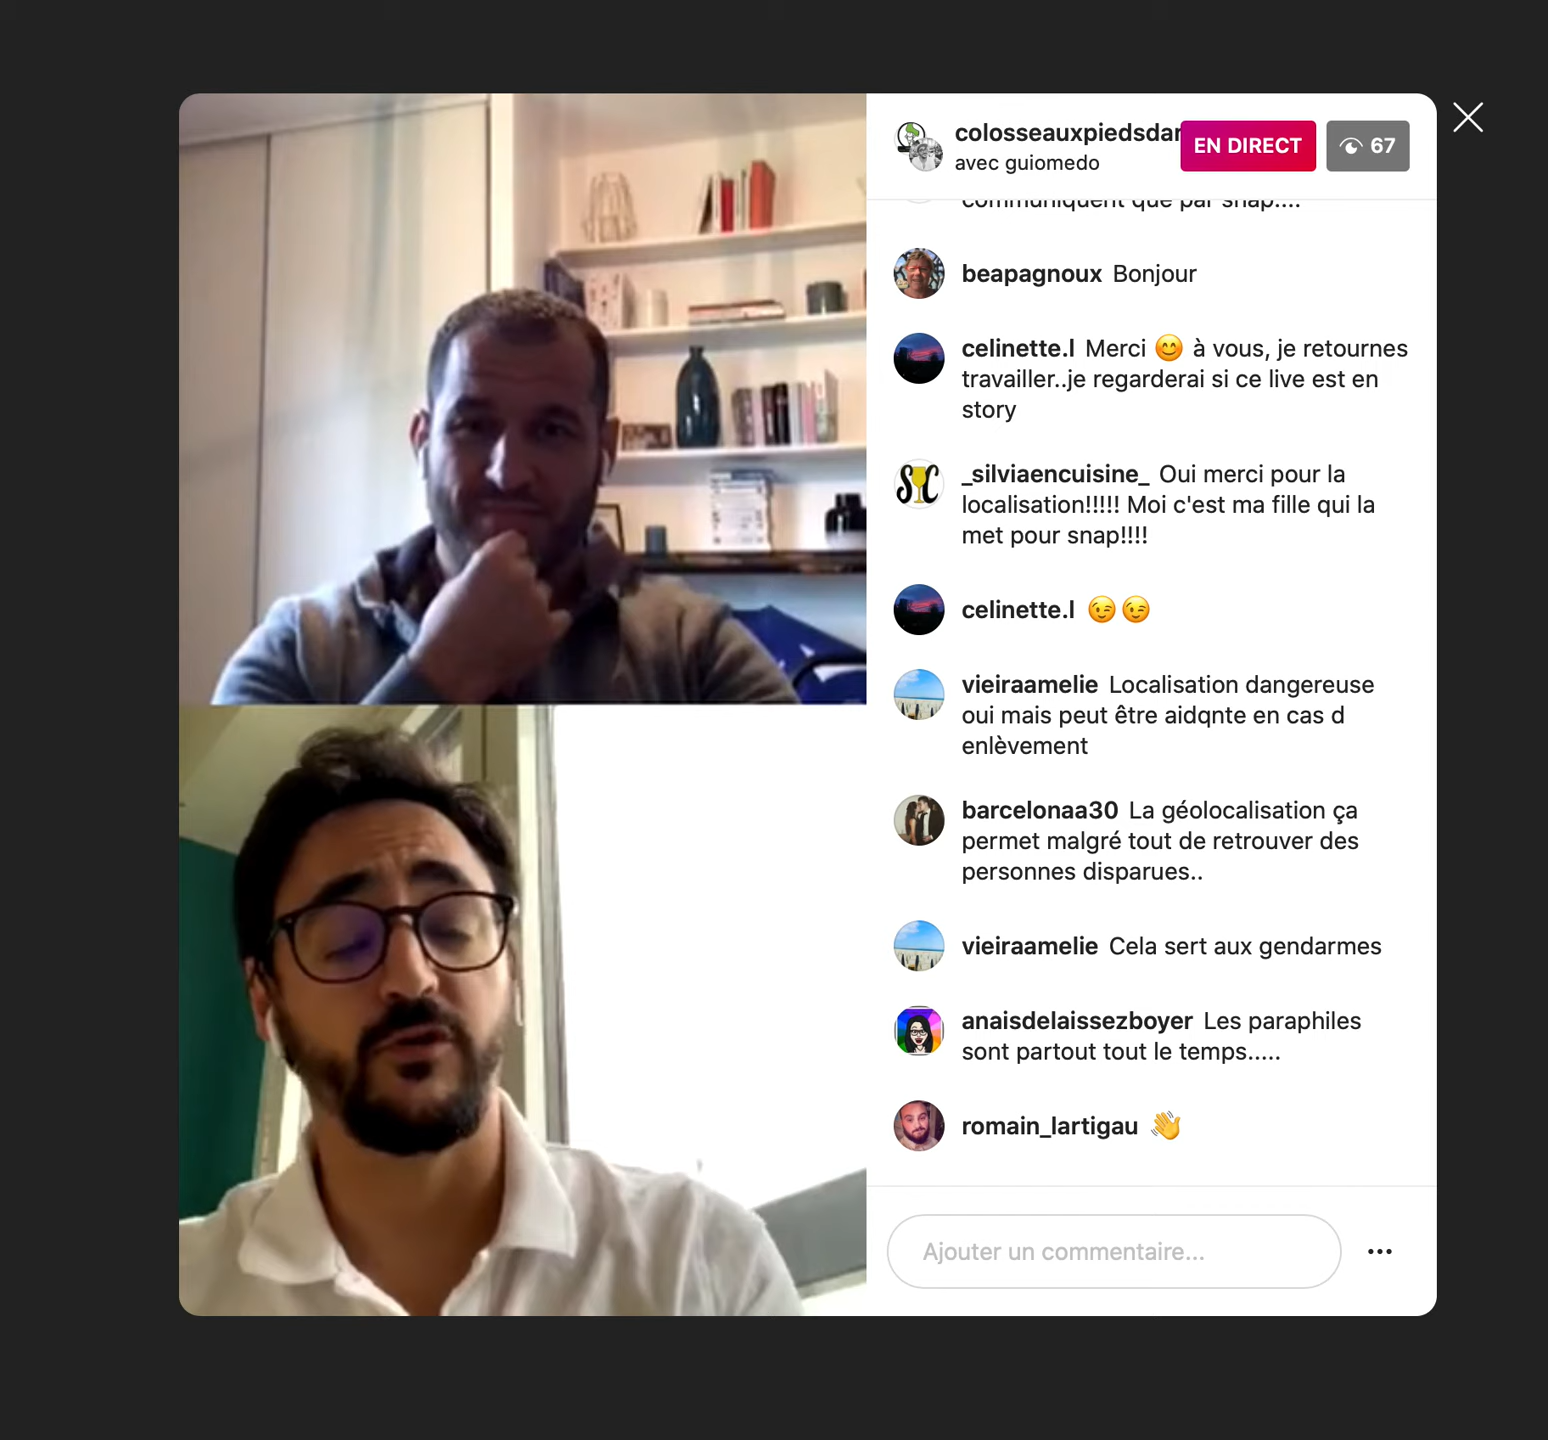 colosseauxpiedsdar
avec guiomedo
EN DIRECT
67
communiquent que par snap....
beapagnoux Bonjour
celinette.l Merci 😊 à vous, je retournes
travailler..je regarderai si ce live est en
story
_silviaencuisine_ Oui merci pour la
localisation!!!!! Moi c'est ma fille qui la
met pour snap!!!!
celinette.l 😉😉
vieiraamelie Localisation dangereuse
oui mais peut être aidqnte en cas d
enlèvement
barcelonaa30 La géolocalisation ça
permet malgré tout de retrouver des
personnes disparues..
vieiraamelie Cela sert aux gendarmes
anaisdelaissezboyer Les paraphiles
sont partout tout le temps.....
romain_lartigau 👋
Ajouter un commentaire...